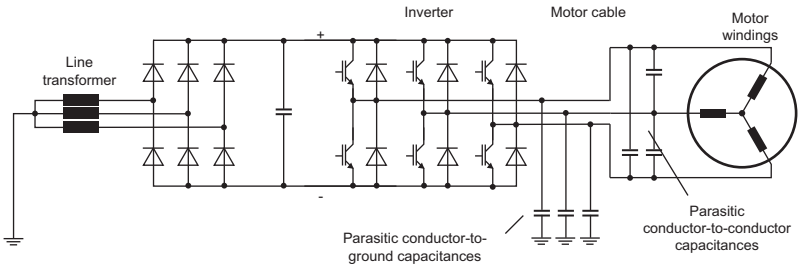 Inverter
Motor cable
Motor
windings
Line
transformer
+
-
Parasitic conductor-to-
ground capacitances
Parasitic
conductor-to-conductor
capacitances